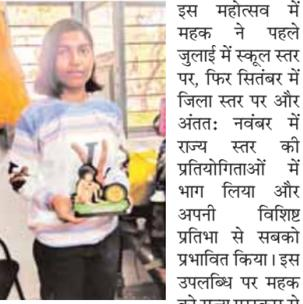 इस महोत्सव में
महक ने पहले
जुलाई में स्कूल स्तर
पर, फिर सितंबर में
जिला स्तर पर और
अंतत: नवंबर में
राज्य स्तर की
प्रतियोगिताओं में
भाग लिया और
अपनी विशिष्ट
प्रतिभा से सबको
प्रभावित किया। इस
उपलब्धि पर महक